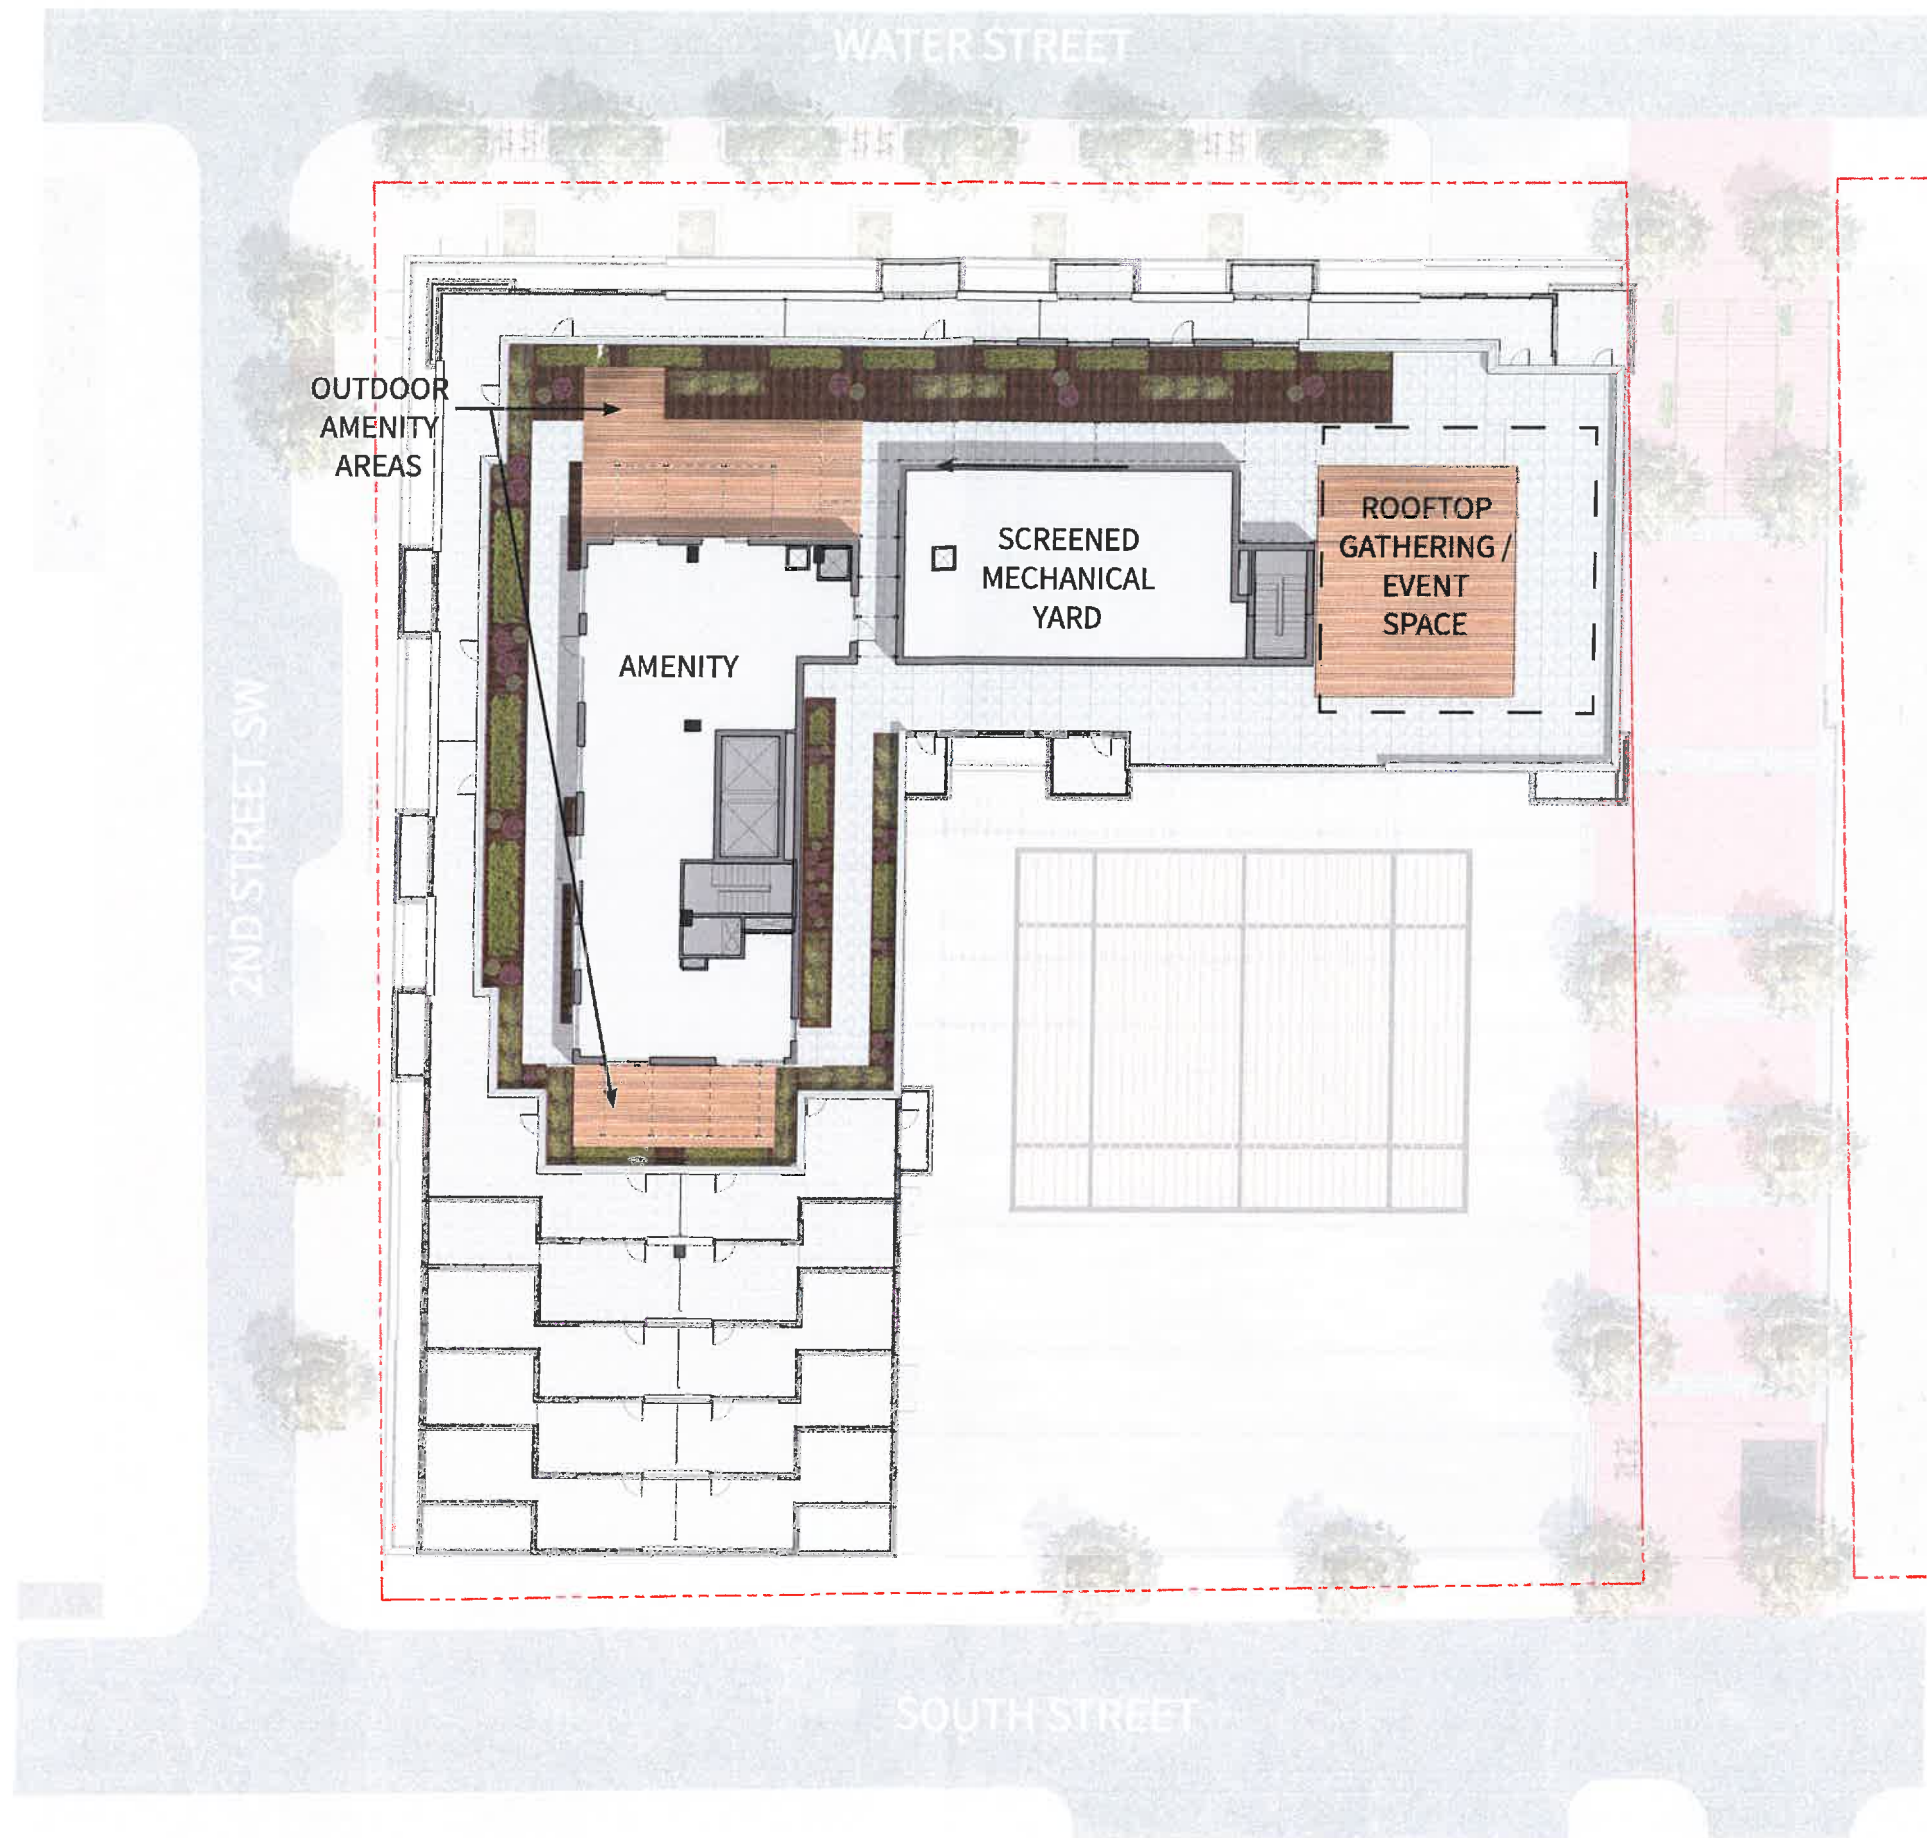 WATER STREET
OUTDOOR
AMENITY
AREAS
SCREENED
MECHANICAL
YARD
ROOFTOP
GATHERING /
EVENT
SPACE
AMENITY
2ND STREET SW
SOUTH STREET